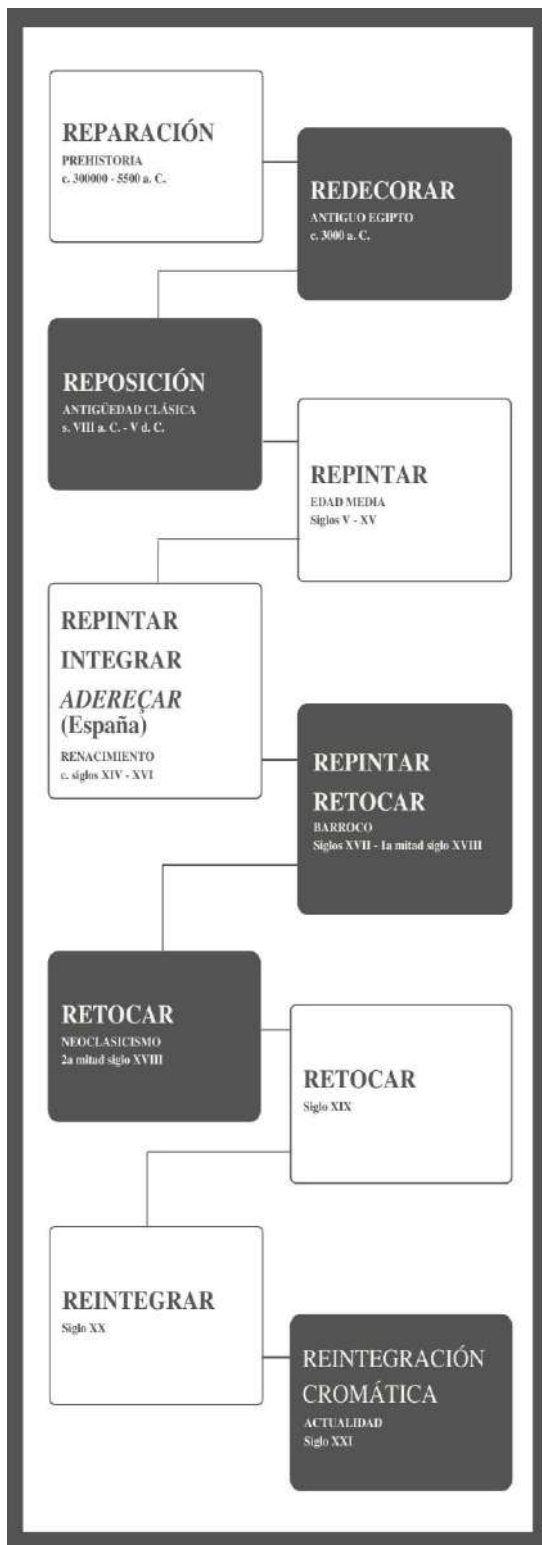 REPARACIÓN
PREHISTORIA
c. 300000 - 5500 a. C.
REDECORAR
ANTIGUO EGIPTO
c. 3000 a. C.
REPOSICIÓN
ANTIGÜEDAD CLÁSICA
s. VIII a. C. - V d. C.
REPINTAR
EDAD MEDIA
Siglos V - XV
REPINTAR
INTEGRAR
ADEREÇAR
(España)
RENACIMIENTO
c. siglos XIV - XVI
REPINTAR
RETOCAR
BARROCO
Siglos XVII - 1a mitad siglo XVIII
RETOCAR
NEOCLASICISMO
2a mitad siglo XVIII
RETOCAR
Siglo XIX
REINTEGRAR
Siglo XX
REINTEGRACIÓN
CROMÁTICA
ACTUALIDAD
Siglo XXI